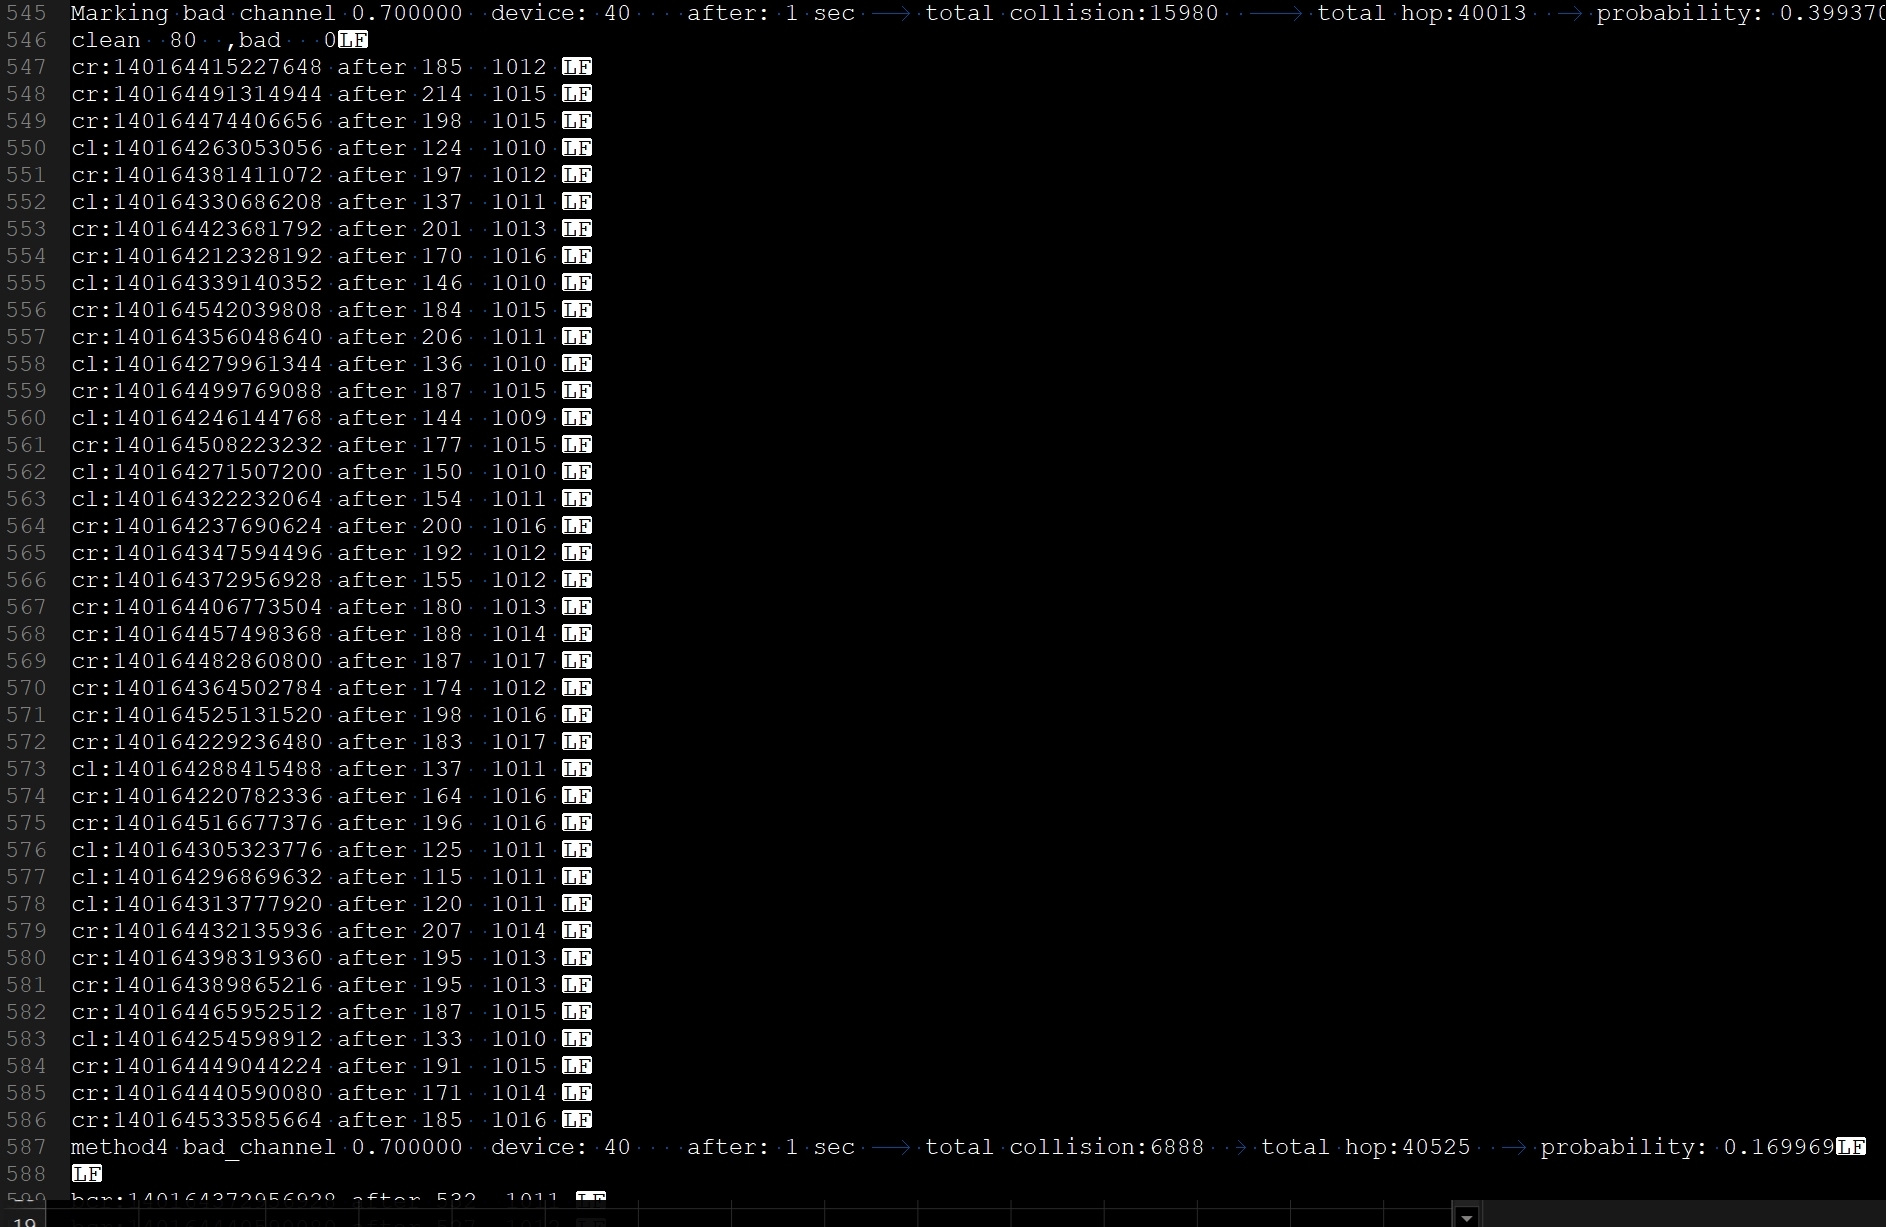 545 Marking bad channel 0.700000 device: 40 after: 1 sec total collision:15980 total hop:40013 probability: 0.399370
546 clean 80 ,bad 0LF
547 cr:140164415227648 after 185 1012 LF
548 cr:140164491314944 after 214 1015 LF
549 cr:140164474406656 after 198 1015 LF
550 cl:140164263053056 after 124 1010 LF
551 cr:140164381411072 after 197 1012 LF
552 cl:140164330686208 after 137 1011 LF
553 cr:140164423681792 after 201 1013 LF
554 cr:140164212328192 after 170 1016 LF
555 cl:140164339140352 after 146 1010 LF
556 cr:140164542039808 after 184 1015 LF
557 cr:140164356048640 after 206 1011 LF
558 cl:140164279961344 after 136 1010 LF
559 cr:140164499769088 after 187 1015 LF
560 cl:140164246144768 after 144 1009 LF
561 cr:140164508223232 after 177 1015 LF
562 cl:140164271507200 after 150 1010 LF
563 cl:140164322232064 after 154 1011 LF
564 cr:140164237690624 after 200 1016 LF
565 cr:140164347594496 after 192 1012 LF
566 cr:140164372956928 after 155 1012 LF
567 cr:140164406773504 after 180 1013 LF
568 cr:140164457498368 after 188 1014 LF
569 cr:140164482860800 after 187 1017 LF
570 cr:140164364502784 after 174 1012 LF
571 cr:140164525131520 after 198 1016 LF
572 cr:140164229236480 after 183 1017 LF
573 cl:140164288415488 after 137 1011 LF
574 cr:140164220782336 after 164 1016 LF
575 cr:140164516677376 after 196 1016 LF
576 cl:140164305323776 after 125 1011 LF
577 cl:140164296869632 after 115 1011 LF
578 cl:140164313777920 after 120 1011 LF
579 cr:140164432135936 after 207 1014 LF
580 cr:140164398319360 after 195 1013 LF
581 cr:140164389865216 after 195 1013 LF
582 cr:140164465952512 after 187 1015 LF
583 cl:140164254598912 after 133 1010 LF
584 cr:140164449044224 after 191 1015 LF
585 cr:140164440590080 after 171 1014 LF
586 cr:140164533585664 after 185 1016 LF
587 method4 bad_channel 0.700000 device: 40 after: 1 sec total collision:6888 total hop:40525 probability: 0.169969LF
588 LF
589 bcr:140164372956928 after 532 1011 LF
19